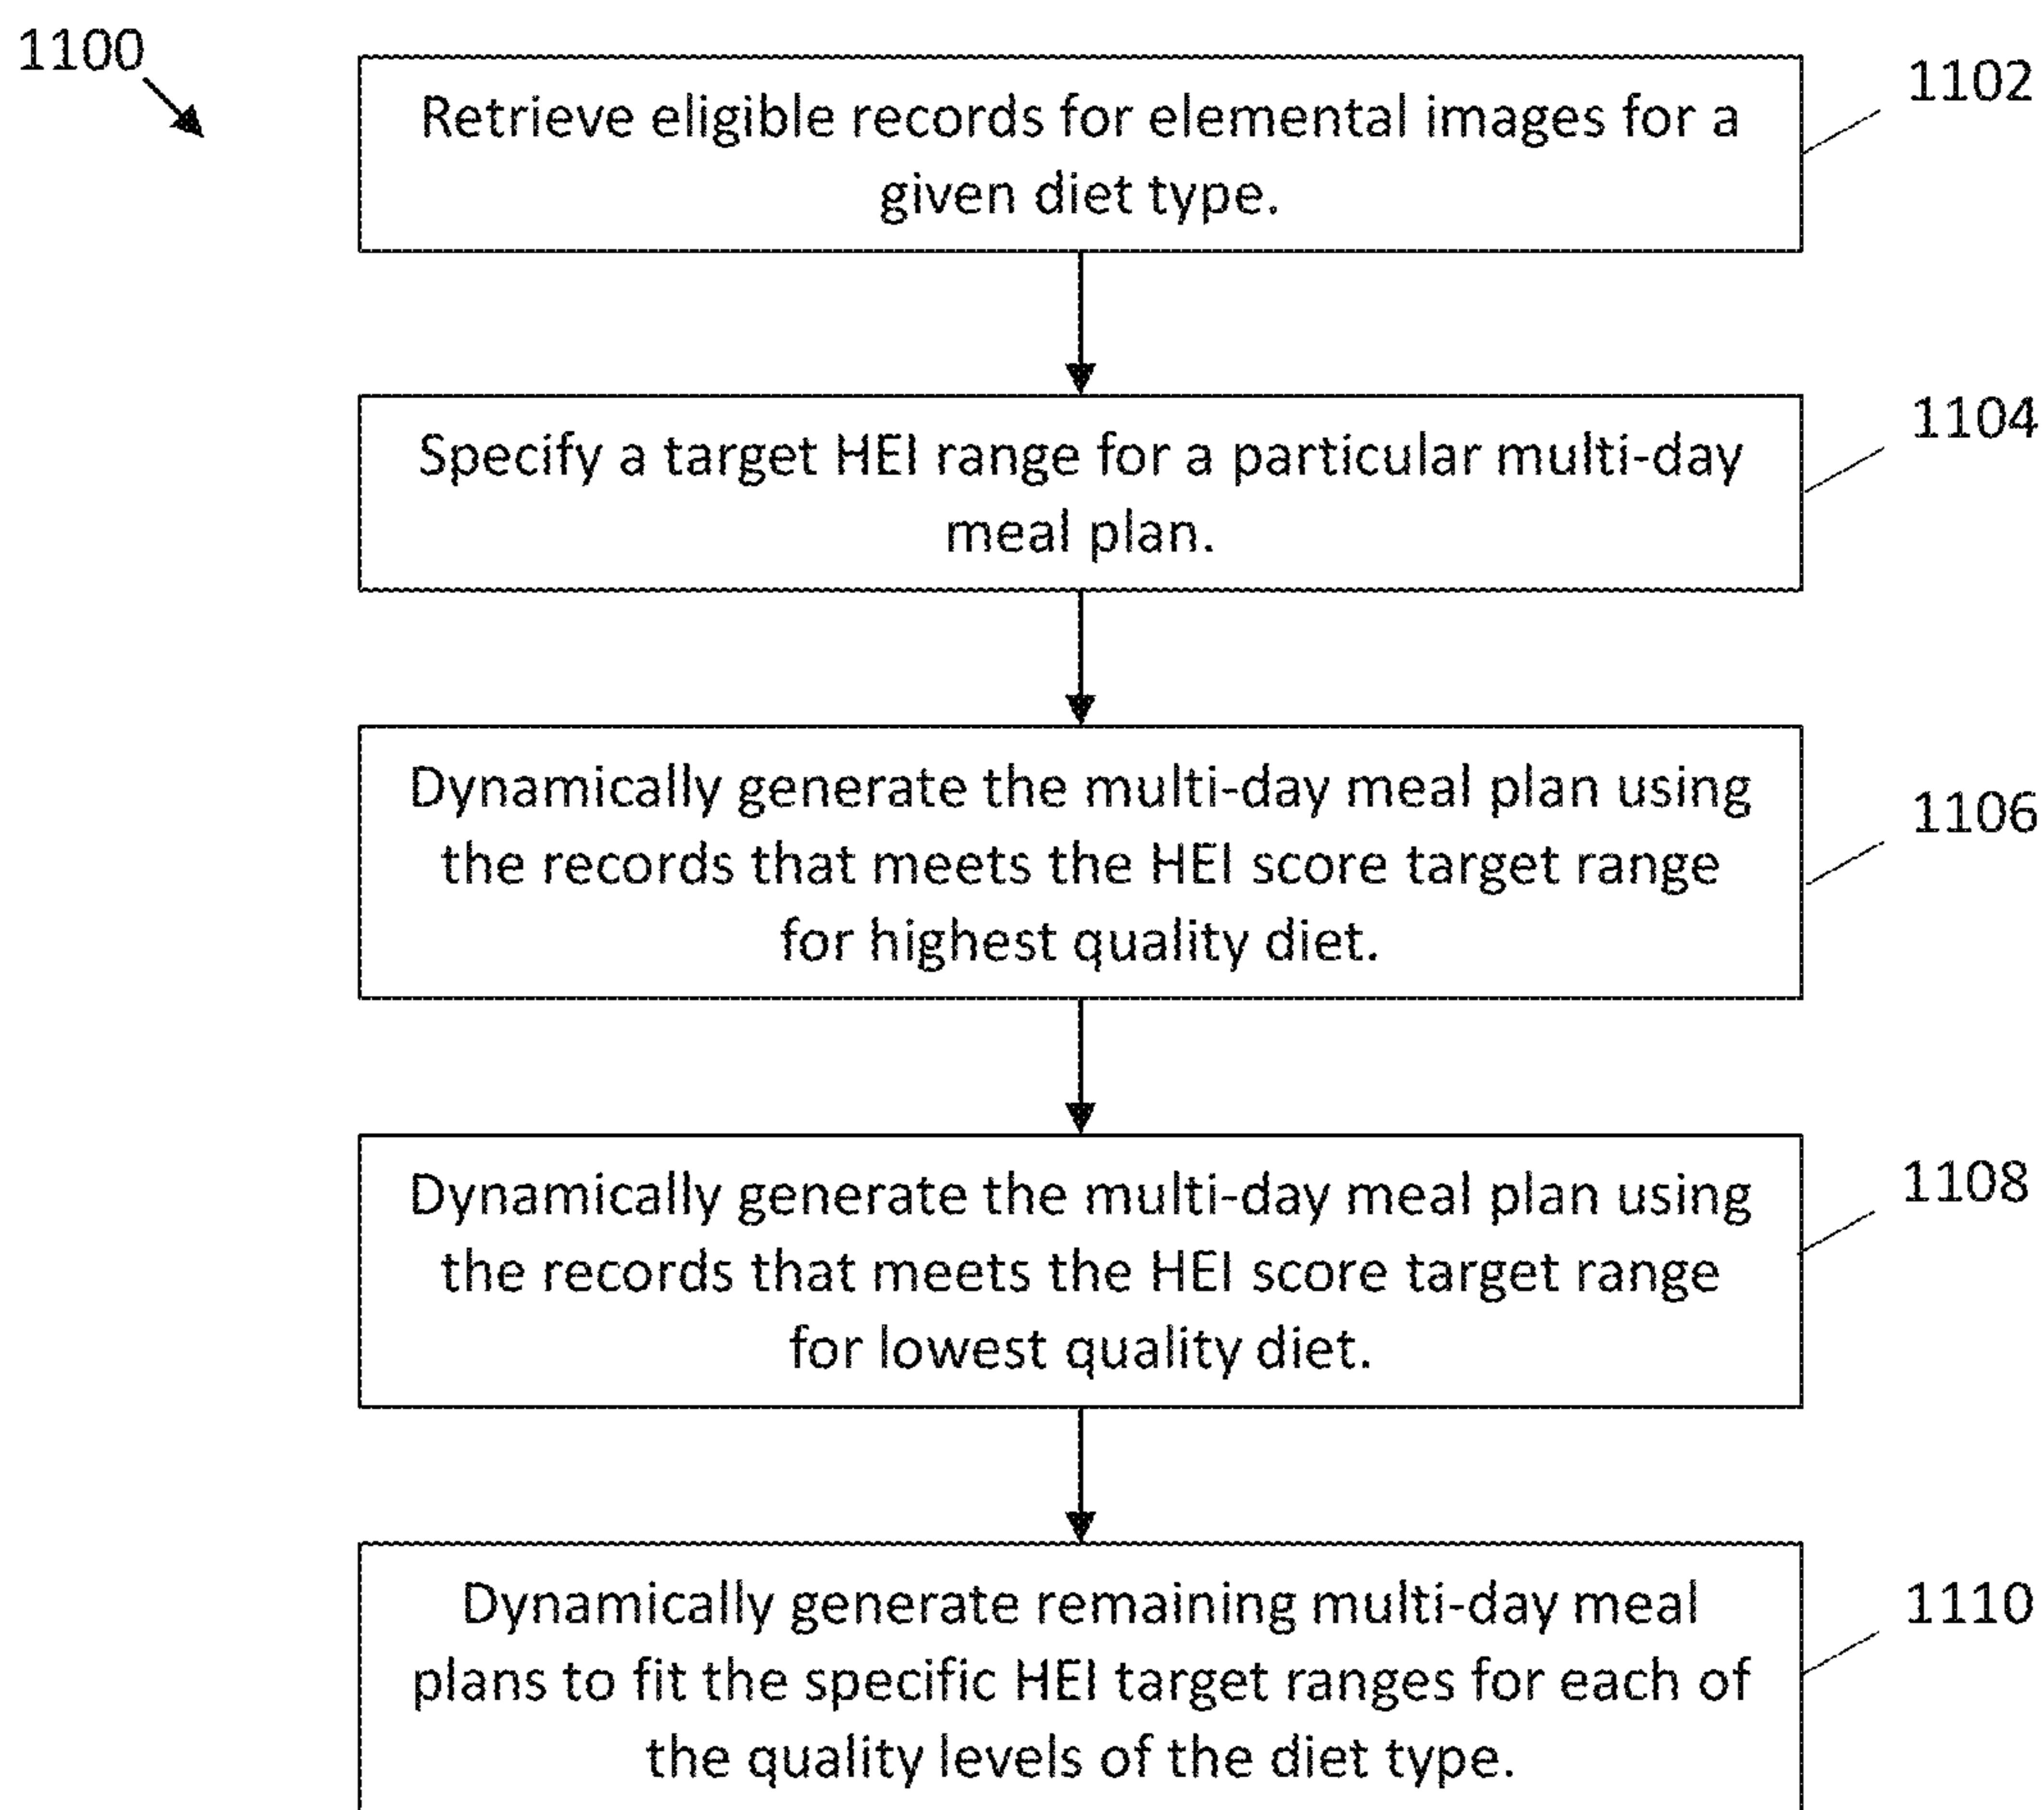 1100
1102
Retrieve eligible records for elemental images for a
given diet type.
1104
Specify a target HEI range for a particular multi-day
meal plan.
1106
Dynamically generate the multi-day meal plan using
the records that meets the HEI score target range
for highest quality diet.
1108
Dynamically generate the multi-day meal plan using
the records that meets the HEI score target range
for lowest quality diet.
1110
Dynamically generate remaining multi-day meal
plans to fit the specific HEI target ranges for each of
the quality levels of the diet type.